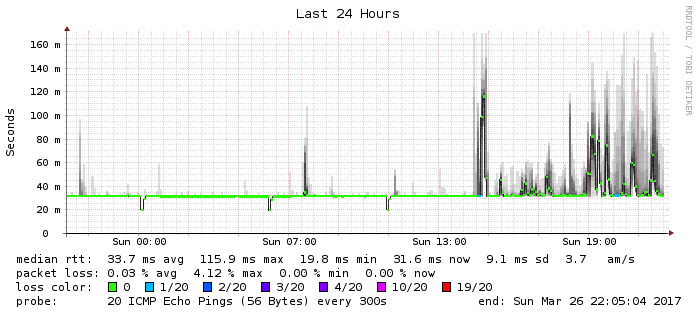 Last 24 Hours
RRDTOOL / TOBI OETIKER
Seconds
160 m
140 m
120 m
100 m
80 m
60 m
40 m
20 m
0
Sun 00:00 Sun 07:00 Sun 13:00 Sun 19:00
median rtt: 33.7 ms avg 115.9 ms max 19.8 ms min 31.6 ms now 9.1 ms sd 3.7 am/s
packet loss: 0.03 % avg 4.12 % max 0.00 % min 0.00 % now
loss color: 0 1/20 2/20 3/20 4/20 10/20 19/20
probe: 20 ICMP Echo Pings (56 Bytes) every 300s end: Sun Mar 26 22:05:04 2017